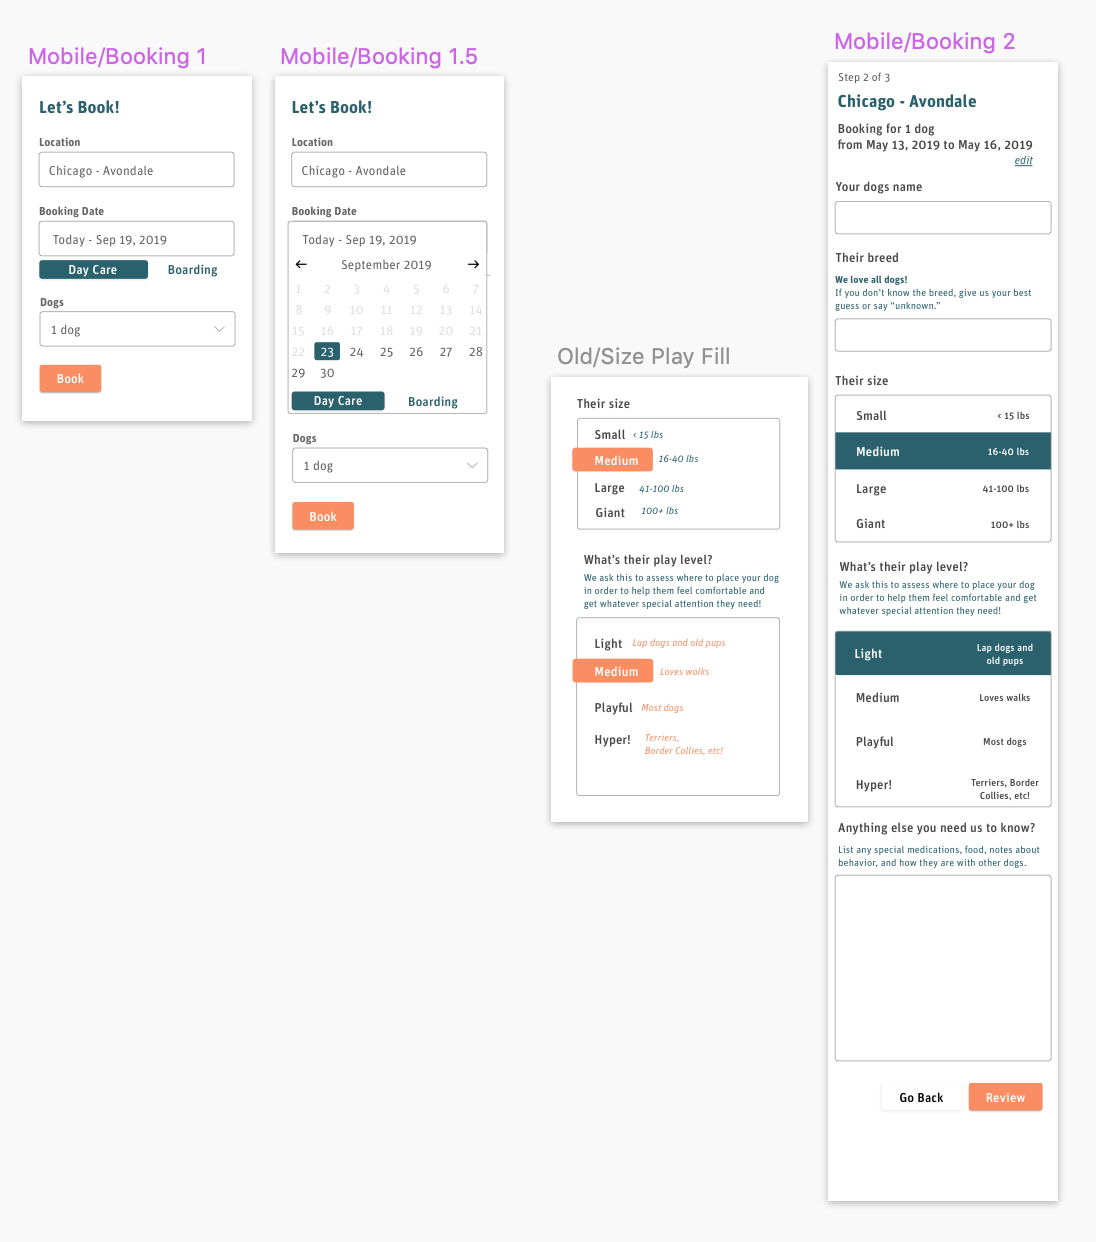 Mobile/Booking 1
Let's Book!
Location
Chicago - Avondale
Booking Date
Today - Sep 19, 2019
Day Care Boarding
Dogs
1 dog
Book
Mobile/Booking 1.5
Let's Book!
Location
Chicago - Avondale
Booking Date
Today - Sep 19, 2019
September 2019
1 2 3 4 5 6 7
8 9 10 11 12 13 14
15 16 17 18 19 20 21
22 23 24 25 26 27 28
29 30
Day Care Boarding
Dogs
1 dog
Book
Old/Size Play Fill
Their size
Small < 15 lbs
Medium 16-40 lbs
Large 41-100 lbs
Giant 100+ lbs
What's their play level?
We ask this to assess where to place your dog
in order to help them feel comfortable and
get whatever special attention they need!
Light Lap dogs and old pups
Medium Loves walks
Playful Most dogs
Hyper! Terriers,
Border Collies, etc!
Mobile/Booking 2
Step 2 of 3
Chicago - Avondale
Booking for 1 dog
from May 13, 2019 to May 16, 2019
edit
Your dogs name
Their breed
We love all dogs!
If you don't know the breed, give us your best
guess or say "unknown."
Their size
Small < 15 lbs
Medium 16-40 lbs
Large 41-100 lbs
Giant 100+ lbs
What's their play level?
We ask this to assess where to place your dog
in order to help them feel comfortable and get
whatever special attention they need!
Light Lap dogs and
old pups
Medium Loves walks
Playful Most dogs
Hyper! Terriers, Border
Collies, etc!
Anything else you need us to know?
List any special medications, food, notes about
behavior, and how they are with other dogs.
Go Back Review